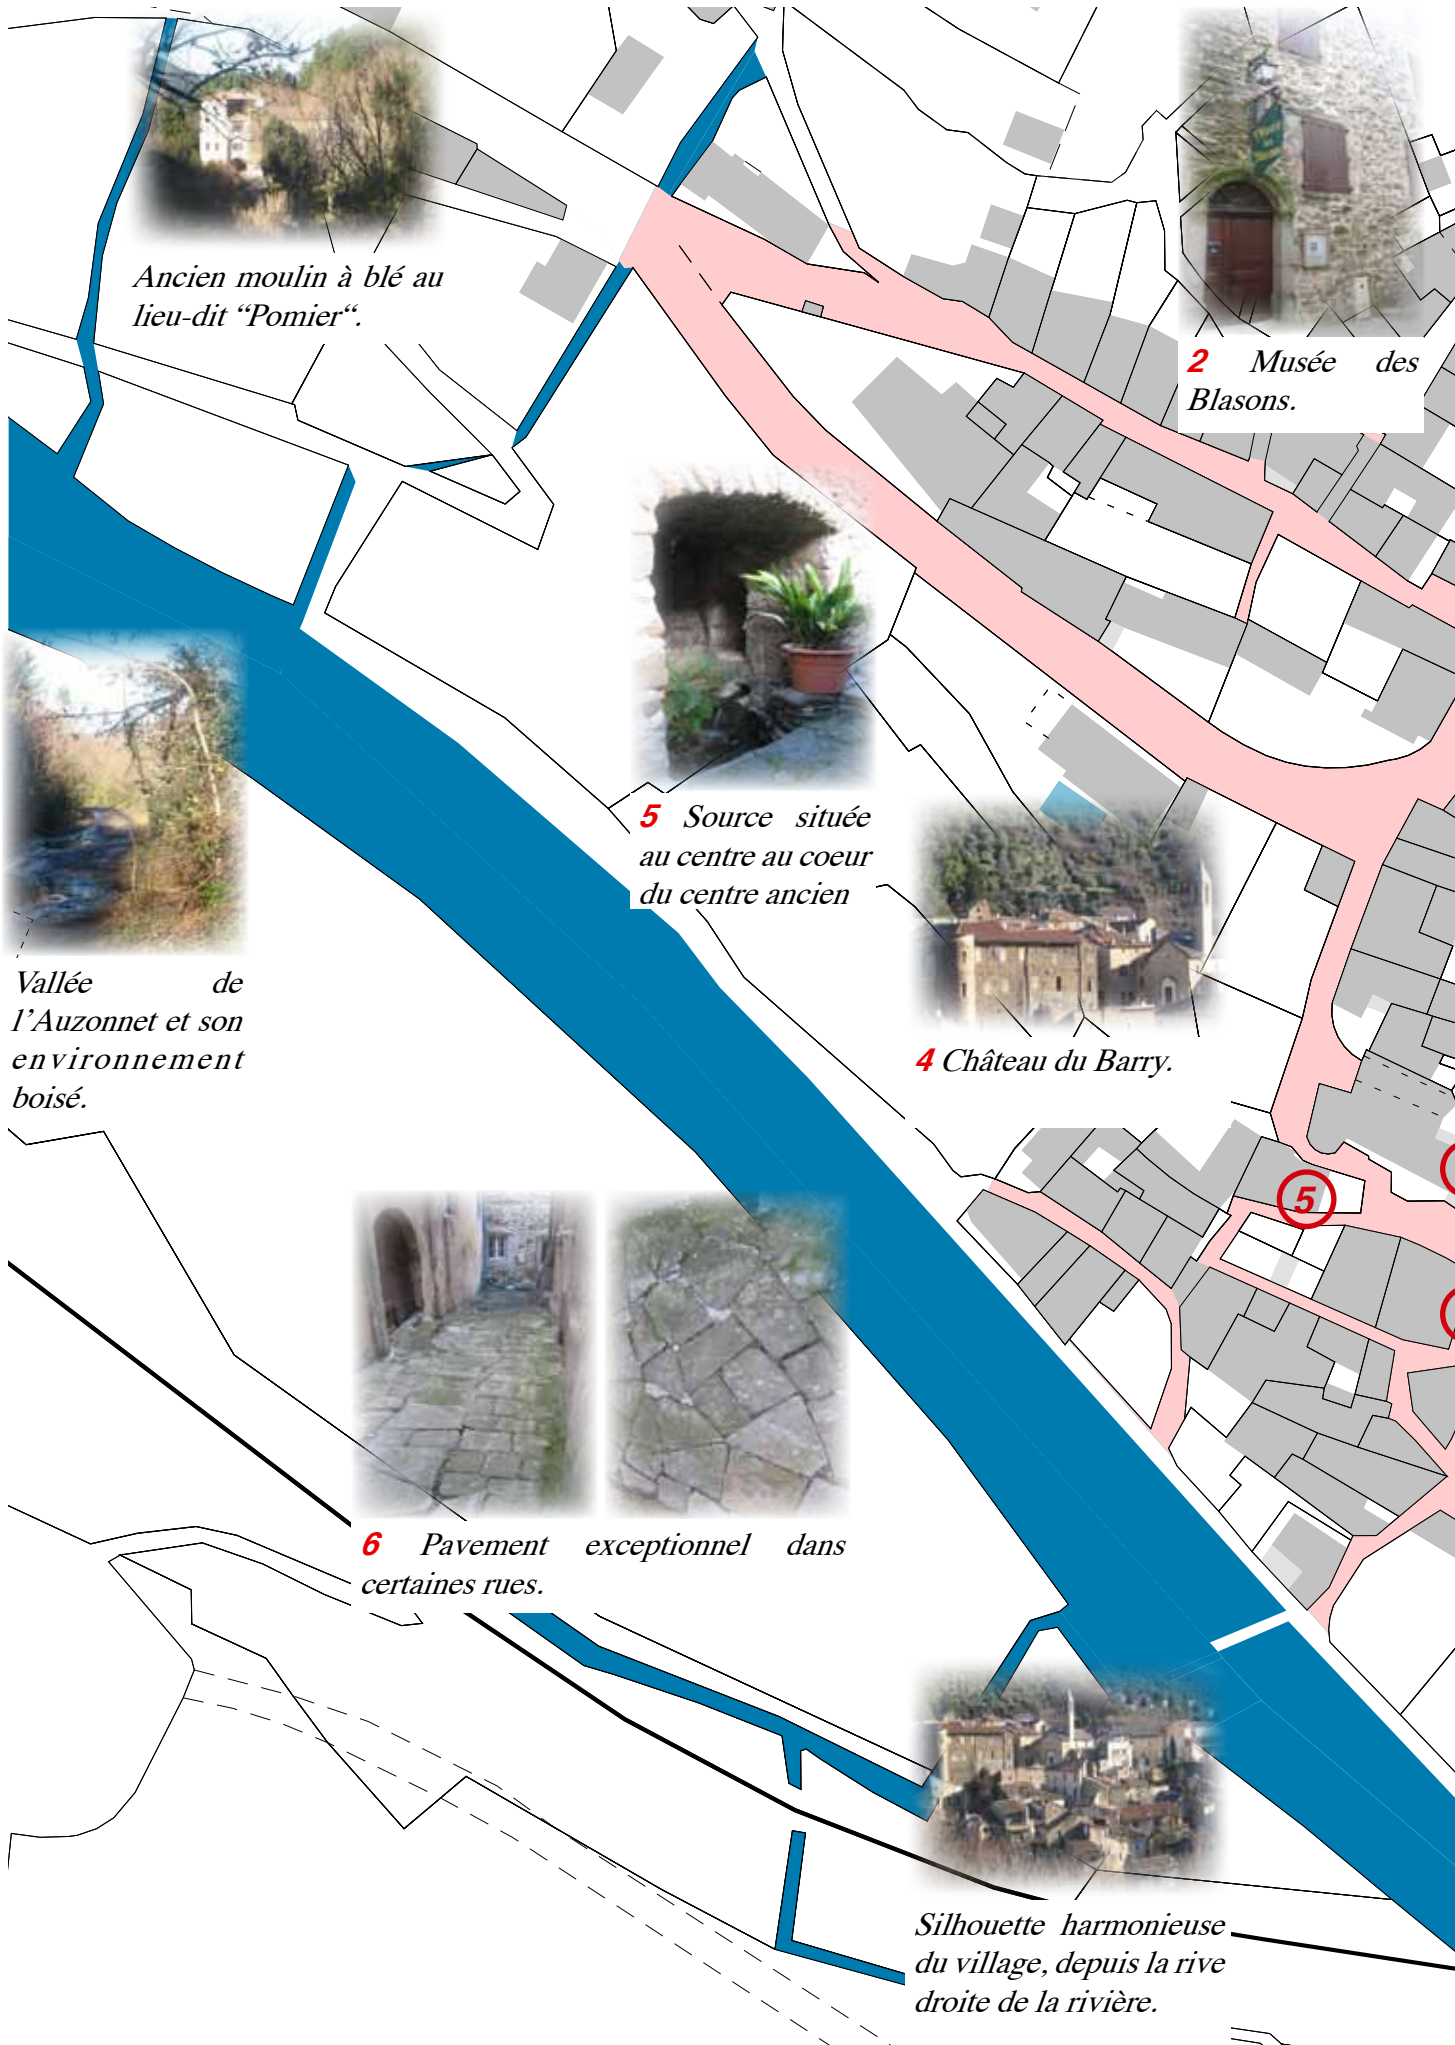 Ancien moulin à blé au
lieu-dit “Pomier“.
2 Musée des
Blasons.
5 Source située
au centre au coeur
du centre ancien
4 Château du Barry.
Vallée de
l’Auzonnet et son
environnement
boisé.
5
6 Pavement exceptionnel dans
certaines rues.
Silhouette harmonieuse
du village, depuis la rive
droite de la rivière.